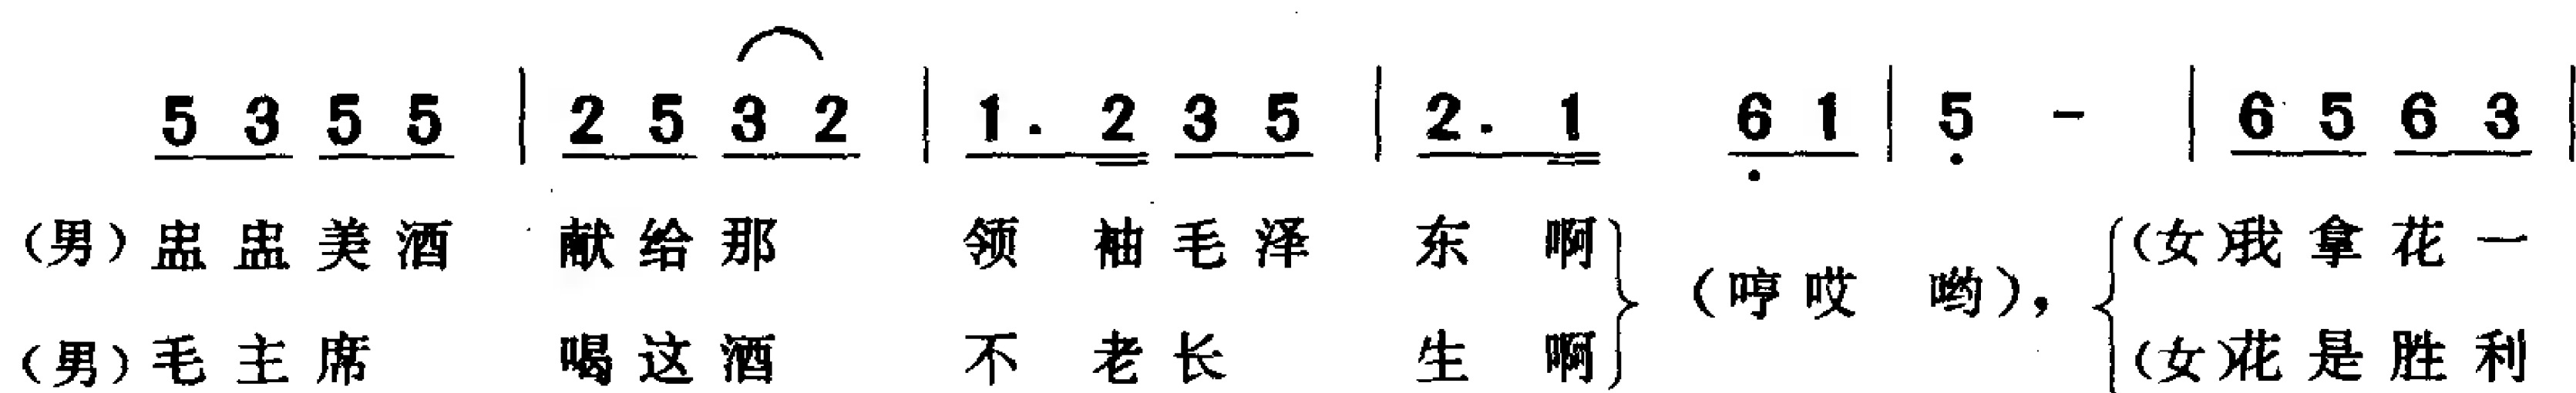 5 3 5 5 | 2 5 3 2 | 1. 2 3 5 | 2. 1 6 1 | 5 - | 6 5 6 3 |
(男)盅盅美酒 献给那 领袖毛泽东啊 (哼哎哟), (女)我拿花一
(男)毛主席 喝这酒 不老长生啊 (女)花是胜利